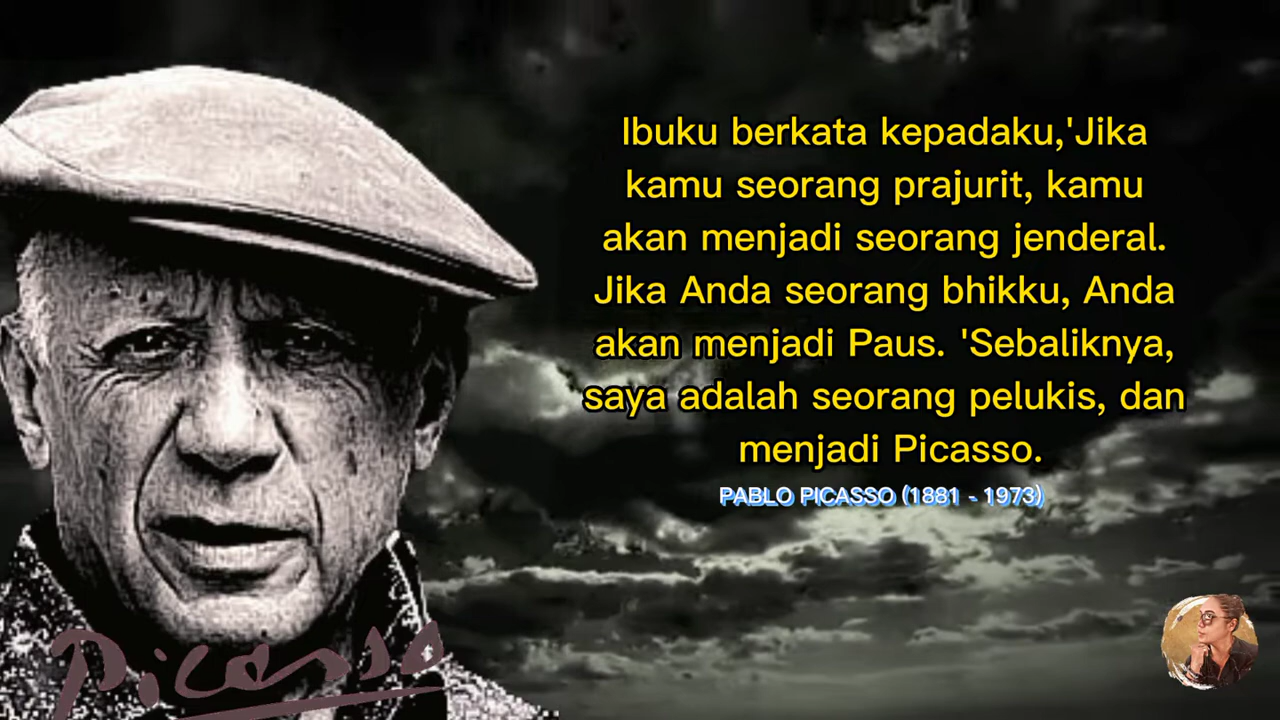 Ibuku berkata kepadaku,'Jika
kamu seorang prajurit, kamu
akan menjadi seorang jenderal.
Jika Anda seorang bhikku, Anda
akan menjadi Paus. 'Sebaliknya,
saya adalah seorang pelukis, dan
menjadi Picasso.
PABLO PICASSO (1881 - 1973)
Picasso